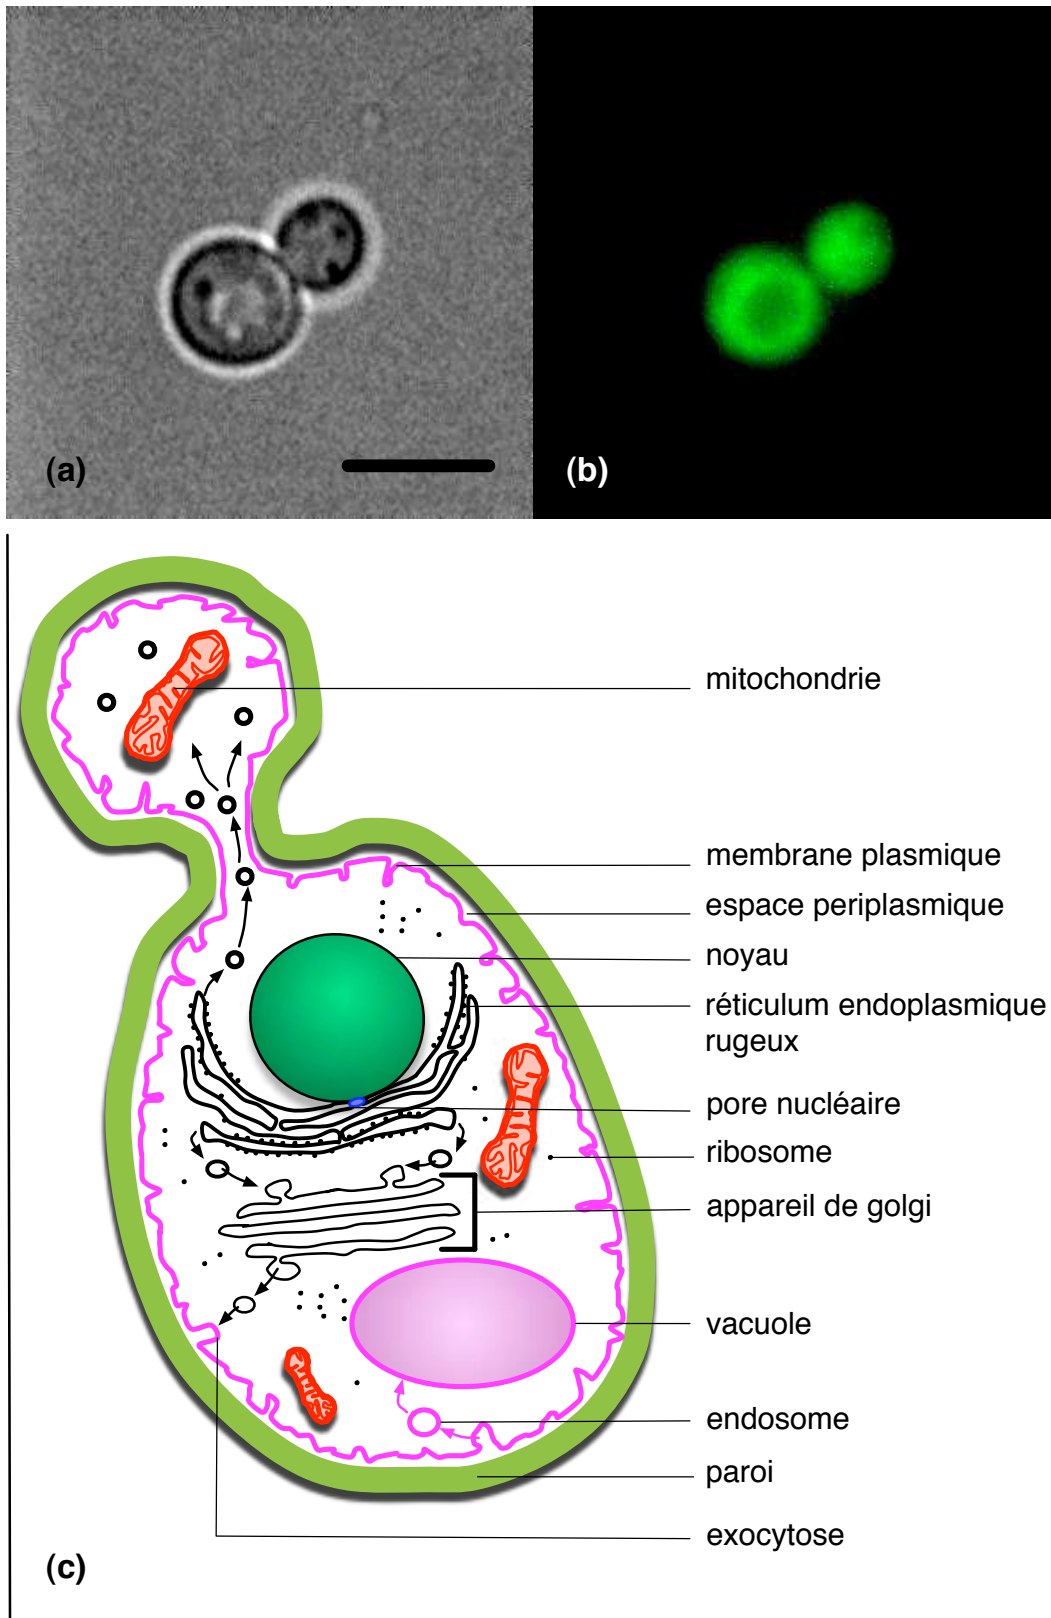 (a)
(b)
mitochondrie
membrane plasmique
espace periplasmique
noyau
réticulum endoplasmique
rugeux
pore nucléaire
ribosome
appareil de golgi
vacuole
endosome
paroi
exocytose
(c)